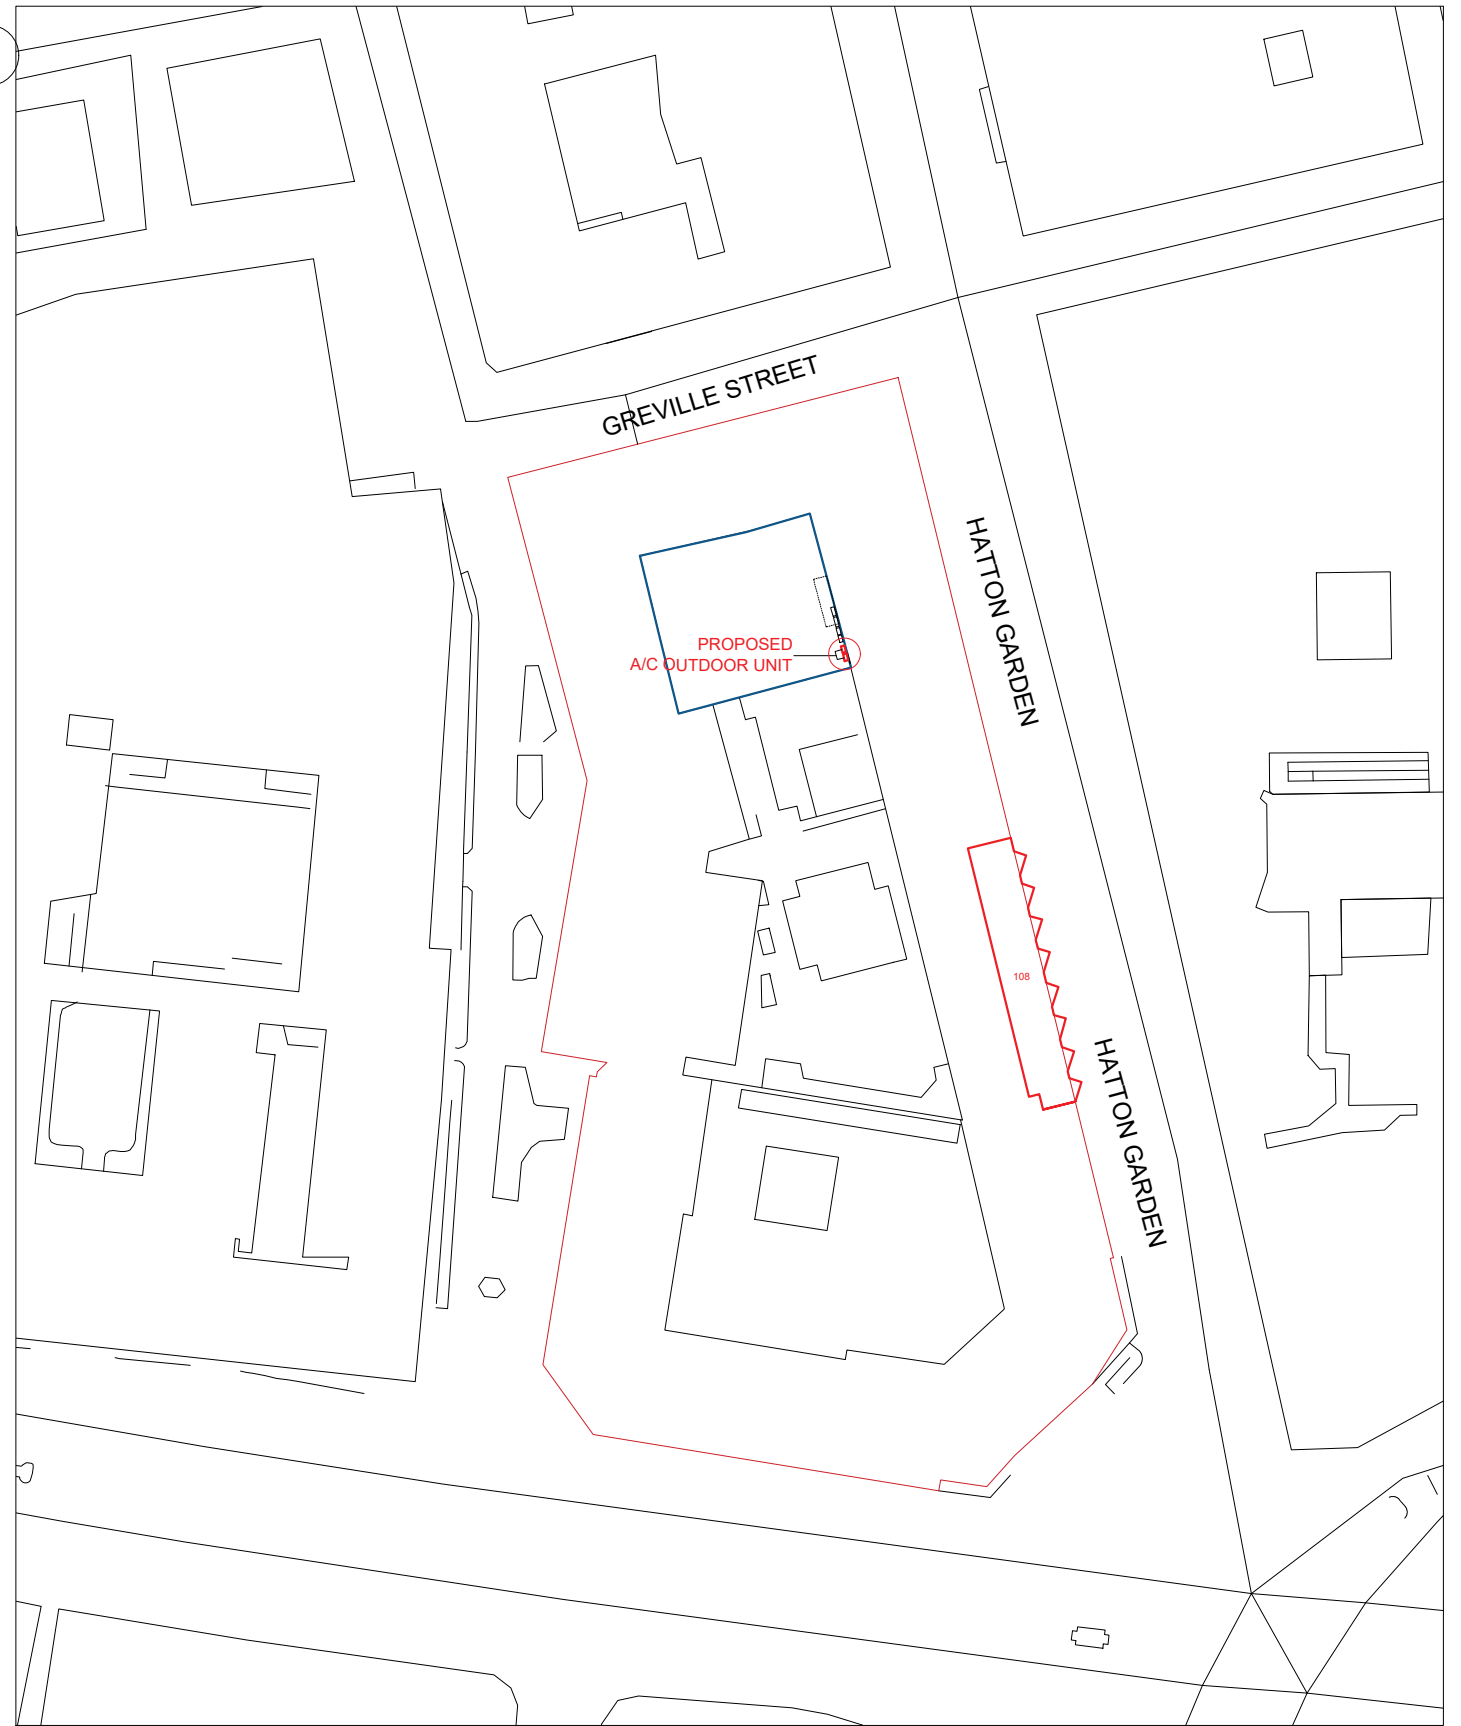 GREVILLE STREET
HATTON GARDEN
PROPOSED
A/C OUTDOOR UNIT
108
HATTON GARDEN